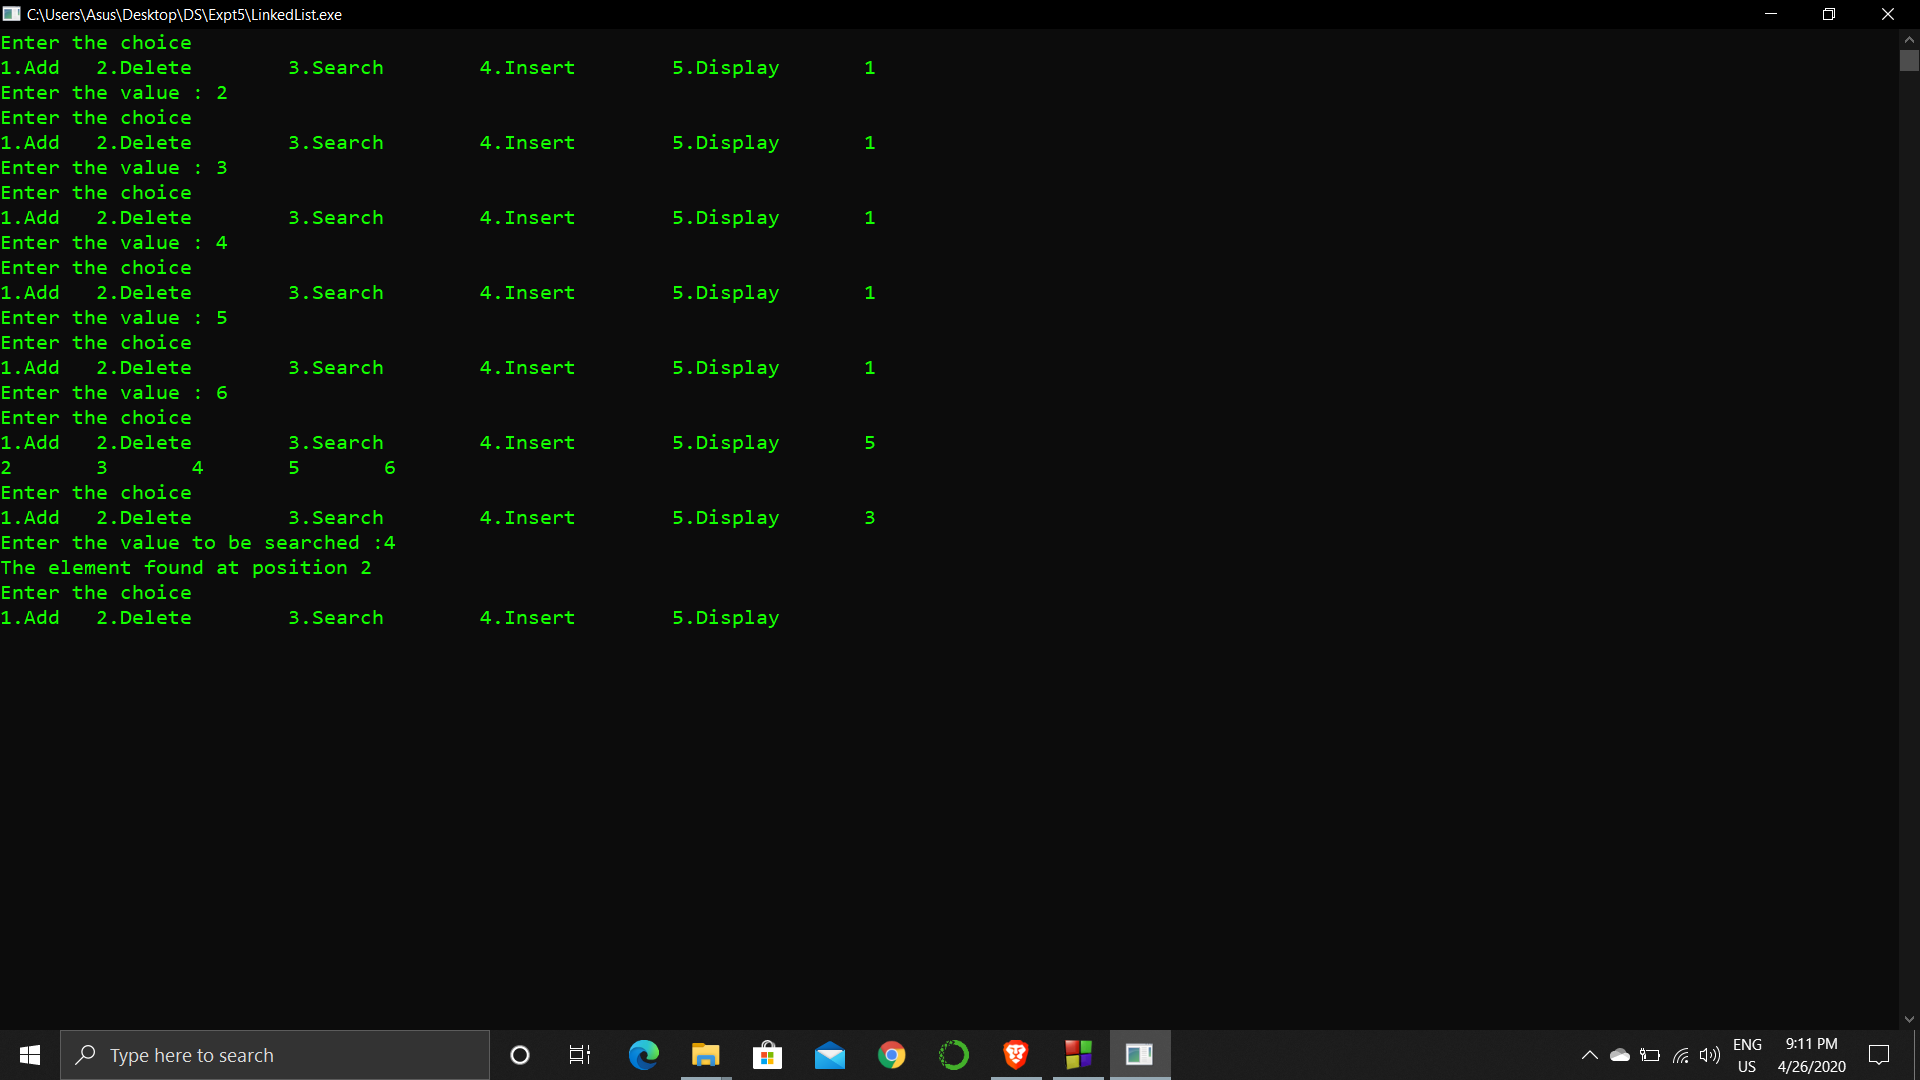 C:\Users\Asus\Desktop\DS\Expt5\LinkedList.exe
Enter the choice
1.Add 2.Delete 3.Search 4.Insert 5.Display 1
Enter the value : 2
Enter the choice
1.Add 2.Delete 3.Search 4.Insert 5.Display 1
Enter the value : 3
Enter the choice
1.Add 2.Delete 3.Search 4.Insert 5.Display 1
Enter the value : 4
Enter the choice
1.Add 2.Delete 3.Search 4.Insert 5.Display 1
Enter the value : 5
Enter the choice
1.Add 2.Delete 3.Search 4.Insert 5.Display 1
Enter the value : 6
Enter the choice
1.Add 2.Delete 3.Search 4.Insert 5.Display 5
2 3 4 5 6
Enter the choice
1.Add 2.Delete 3.Search 4.Insert 5.Display 3
Enter the value to be searched :4
The element found at position 2
Enter the choice
1.Add 2.Delete 3.Search 4.Insert 5.Display
Type here to search
ENG 9:11 PM
US 4/26/2020